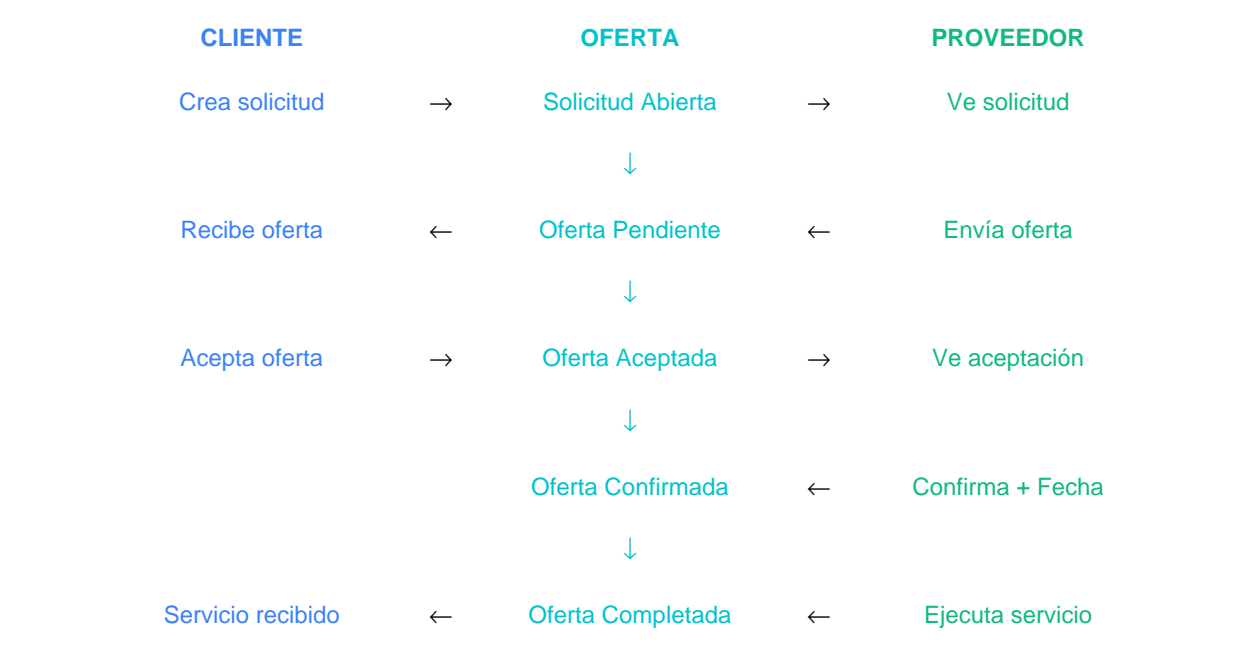 CLIENTE OFERTA PROVEEDOR
Crea solicitud → Solicitud Abierta → Ve solicitud
↓
Recibe oferta ← Oferta Pendiente ← Envía oferta
↓
Acepta oferta → Oferta Aceptada → Ve aceptación
↓
Oferta Confirmada ← Confirma + Fecha
↓
Servicio recibido ← Oferta Completada ← Ejecuta servicio